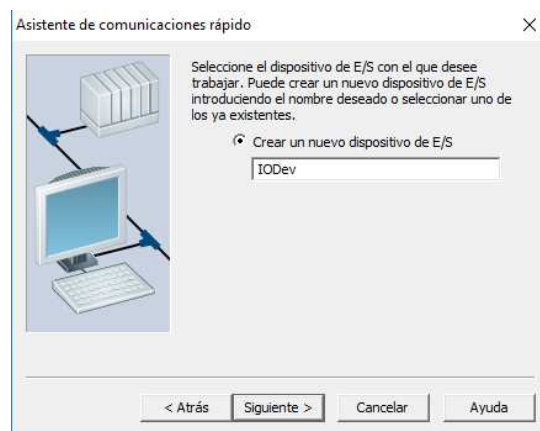 Asistente de comunicaciones rápido
Seleccione el dispositivo de E/S con el que desee
trabajar. Puede crear un nuevo dispositivo de E/S
introduciendo el nombre deseado o seleccionar uno de
los ya existentes.
Crear un nuevo dispositivo de E/S
IODev
< Atrás Siguiente > Cancelar Ayuda